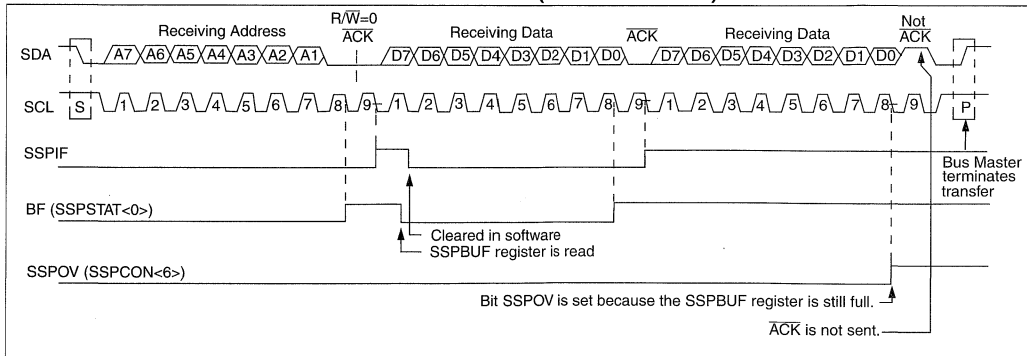 R/W=0
Receiving Address
ACK
Receiving Data
ACK
Receiving Data
Not
ACK
SDA
A7 A6 A5 A4 A3 A2 A1
D7 D6 D5 D4 D3 D2 D1 D0
D7 D6 D5 D4 D3 D2 D1 D0
SCL
S
1 2 3 4 5 6 7 8 9
1 2 3 4 5 6 7 8 9
1 2 3 4 5 6 7 8 9
P
SSPIF
Bus Master
terminates
transfer
BF (SSPSTAT<0>)
Cleared in software
SSPBUF register is read
SSPOV (SSPCON<6>)
Bit SSPOV is set because the SSPBUF register is still full.
ACK is not sent.